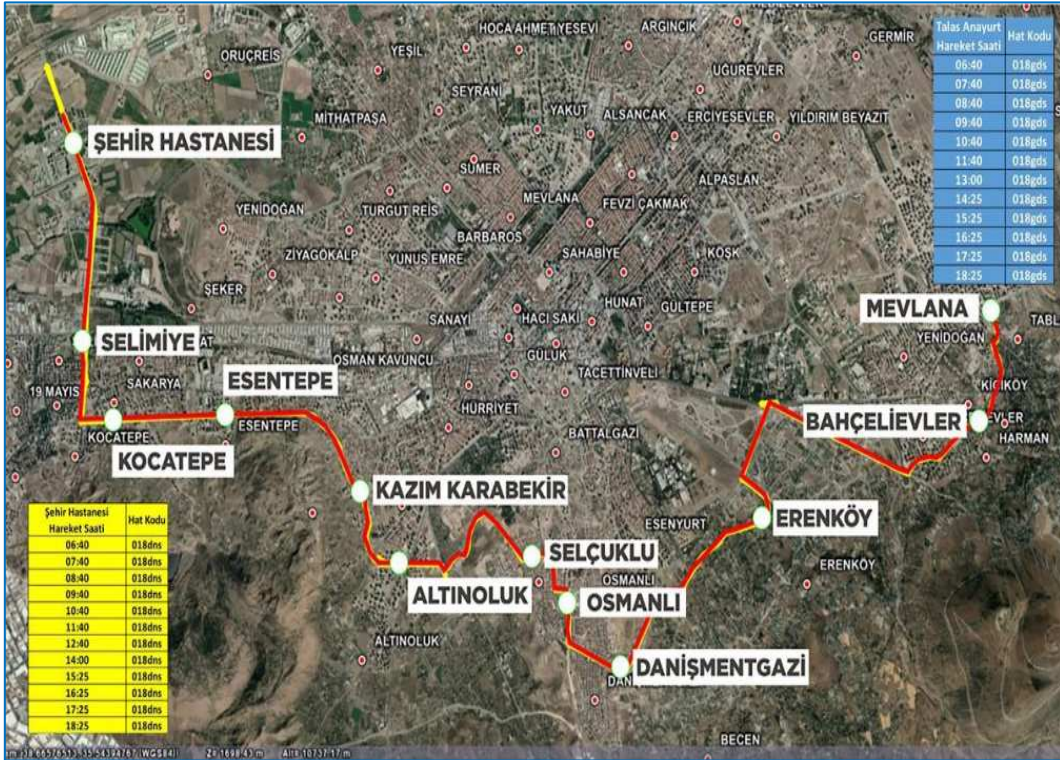 HOCA AHMET YESEVİ
ARGINCIK
GERMİR
ORUÇREİS
YEŞİL
UĞUREVLER
SEYRANİ
MİTHATPAŞA
YAKUT
ALSANCAK
ERCİYESEVLER
YILDIRIM BEYAZIT
ŞEHİR HASTANESİ
SÜMER
ALPASLAN
MEVLANA
YENİDOĞAN
TURGUT REİS
FEVZİ ÇAKMAK
BARBAROS
ZİYAGÖKALP
YUNUS EMRE
SAHABİYE
KÖŞK
ŞEKER
HUNAT
GÜLTEPE
SANAYİ
HACI SAKİ
MEVLANA
YENİDOĞAN
SELİMİYE
OSMAN KAVUNCU
GÜLÜK
TACETTİNVELİ
19 MAYIS
SAKARYA
ESENTEPE
HÜRRİYET
KIÇIKÖY
KOCATEPE
ESENTEPE
BATTALGAZİ
BAHÇELİEVLER
HARMAN
KOCATEPE
KAZIM KARABEKİR
ESENYURT
ERENKÖY
SELÇUKLU
ERENKÖY
ALTINOLUK
OSMANLI
OSMANLI
ALTINOLUK
DANİŞMENTGAZİ
BECEN
Talas Anayurt Hat Kodu
Hareket Saati
06:40 018gds
07:40 018gds
08:40 018gds
09:40 018gds
10:40 018gds
11:40 018gds
13:00 018gds
14:25 018gds
15:25 018gds
16:25 018gds
17:25 018gds
18:25 018gds
Şehir Hastanesi Hat Kodu
Hareket Saati
06:40 018dns
07:40 018dns
08:40 018dns
09:40 018dns
10:40 018dns
11:40 018dns
12:40 018dns
14:00 018dns
15:25 018dns
16:25 018dns
17:25 018dns
18:25 018dns